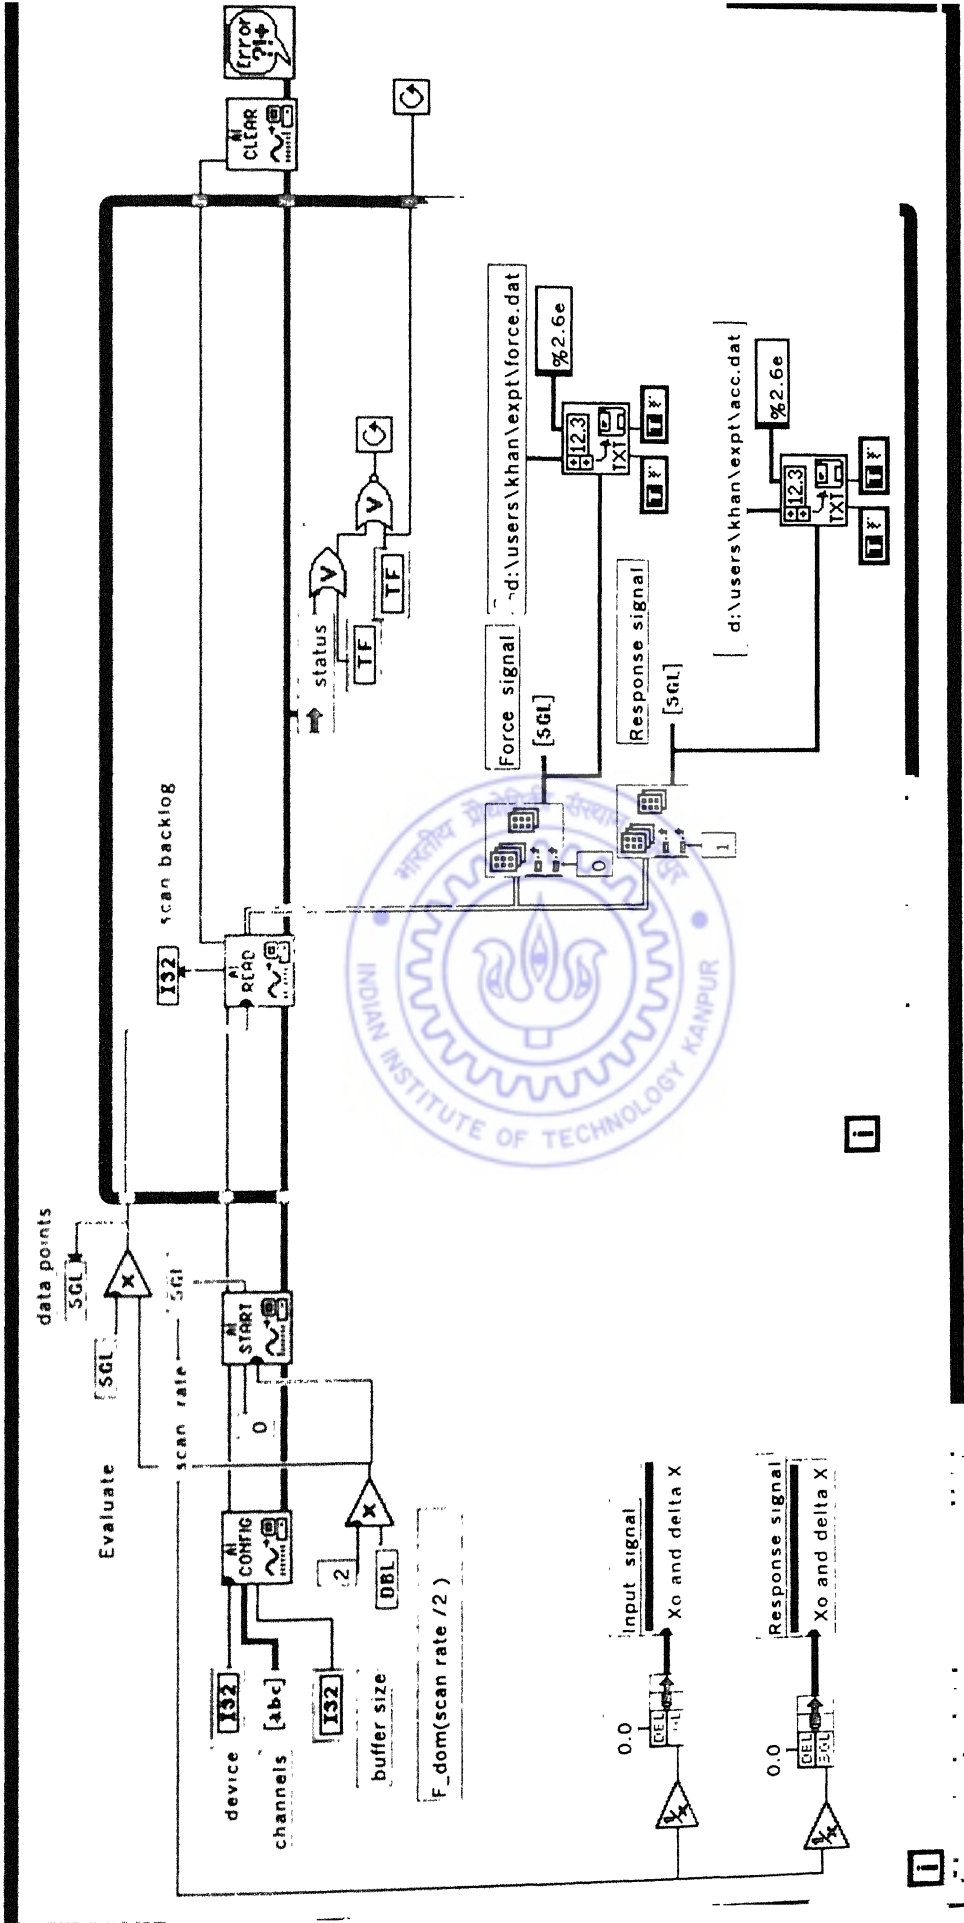 device
I32
channels
[abc]
I32
buffer size
F_dom(scan rate /2 )
AI
CONFIG
2
DBL
x
Evaluate
scan rate
0
AI
START
SGL
x
data points
SGL
I32
scan backlog
AI
READ
status
V
TF
V
TF
AI
CLEAR
Error
?!+
Force signal
[SGL]
0
d:\users\khan\expt\force.dat
%2.6e
12.3
TXT
T
T
Response signal
[SGL]
1
d:\users\khan\expt\acc.dat
%2.6e
12.3
TXT
T
T
i
Input signal
0.0
Xo and delta X
1/x
Response signal
0.0
Xo and delta X
1/x
i
भारतीय प्रौद्योगिकी संस्थान
INDIAN INSTITUTE OF TECHNOLOGY KANPUR